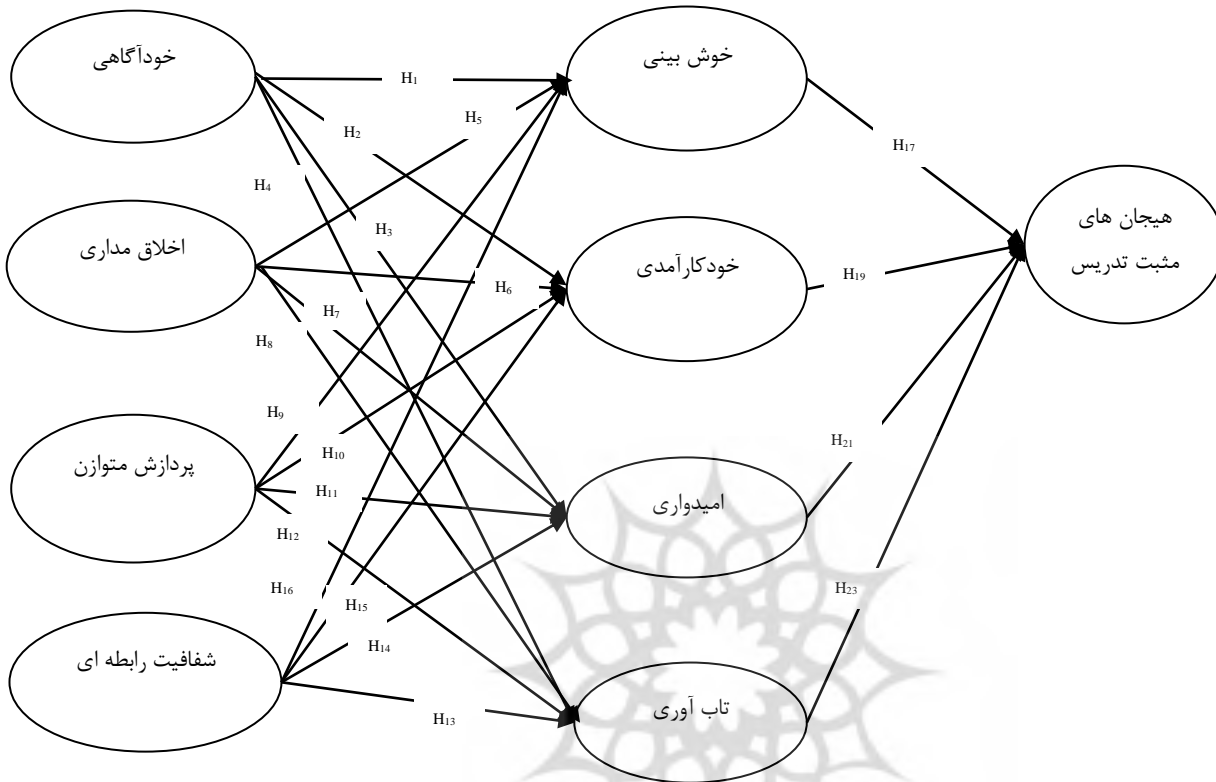 خودآگاهی
خوش بینی
H1
H5
H2
H17
H4
هیجان های
مثبت تدریس
اخلاق مداری
H3
خودکارآمدی
H19
H6
H7
H8
H9
H21
پردازش متوازن
H10
H11
امیدواری
H12
H16
H15
H23
H14
شفافیت رابطه ای
تاب آوری
H13